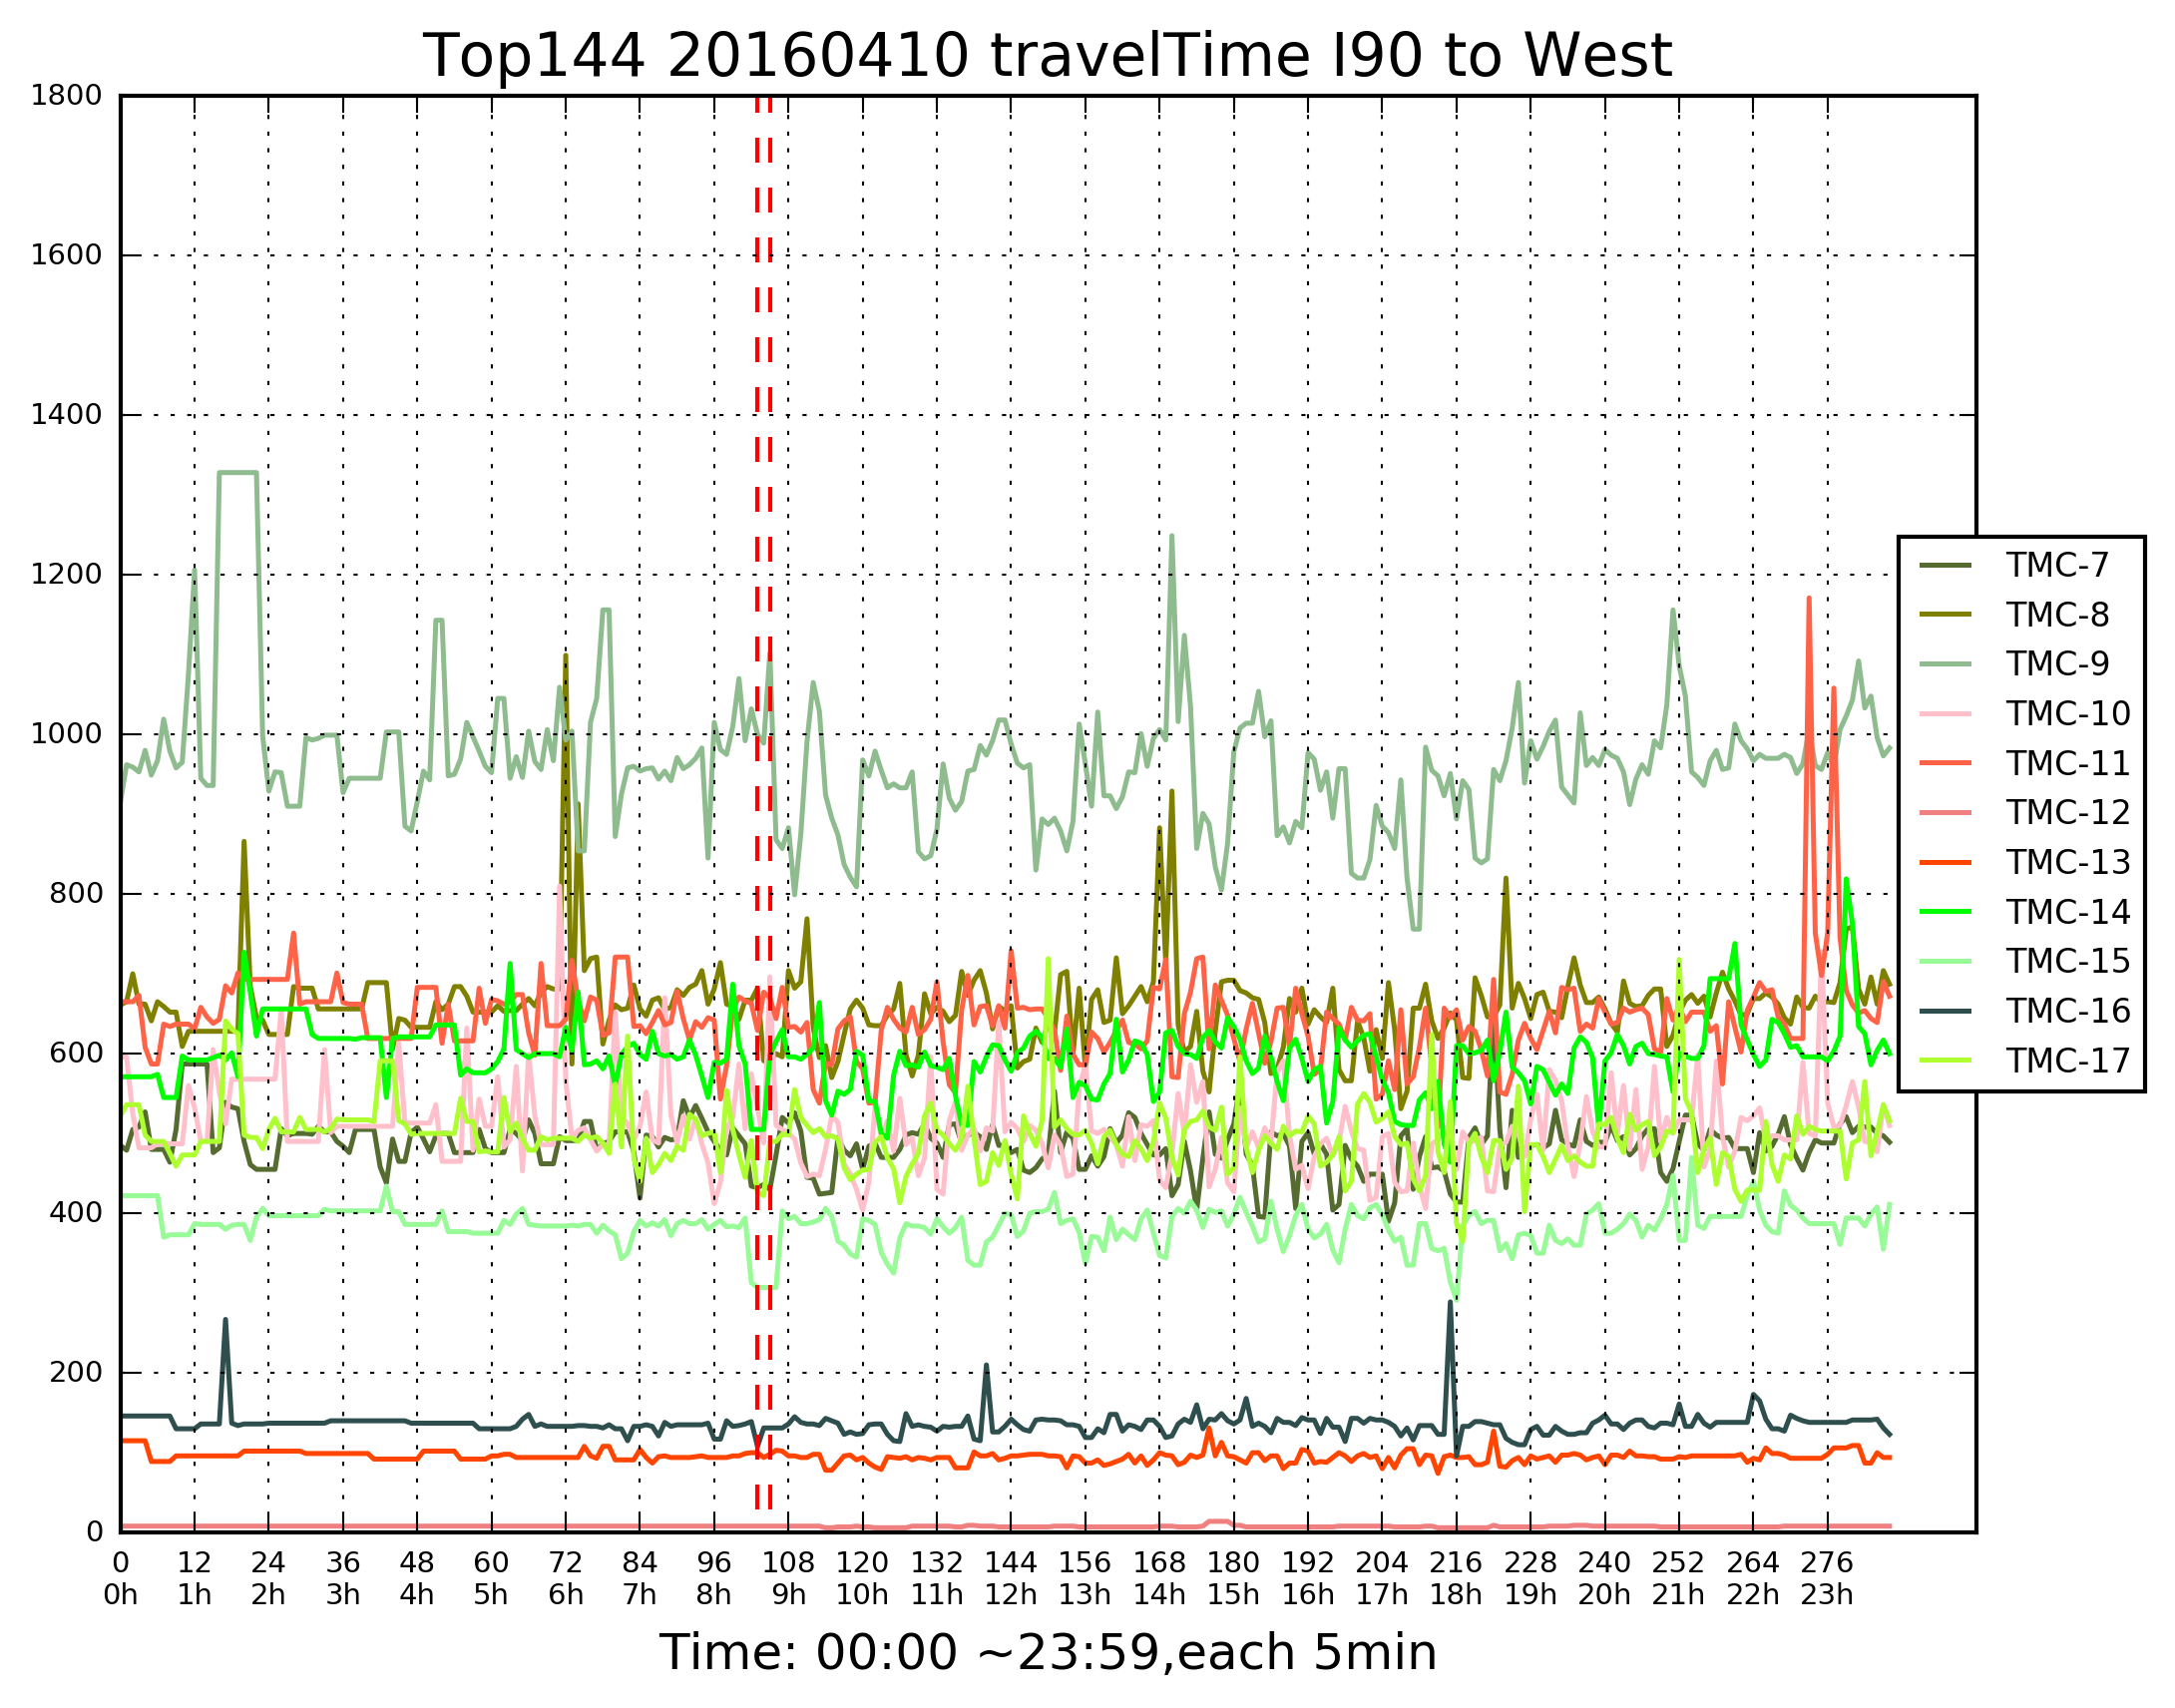 Top144 20160410 travelTime I90 to West
1800
1600
1400
1200
1000
800
600
400
200
0
TMC-7
TMC-8
TMC-9
TMC-10
TMC-11
TMC-12
TMC-13
TMC-14
TMC-15
TMC-16
TMC-17
0 12 24 36 48 60 72 84 96 108 120 132 144 156 168 180 192 204 216 228 240 252 264 276
0h 1h 2h 3h 4h 5h 6h 7h 8h 9h 10h 11h 12h 13h 14h 15h 16h 17h 18h 19h 20h 21h 22h 23h
Time: 00:00 ~23:59,each 5min